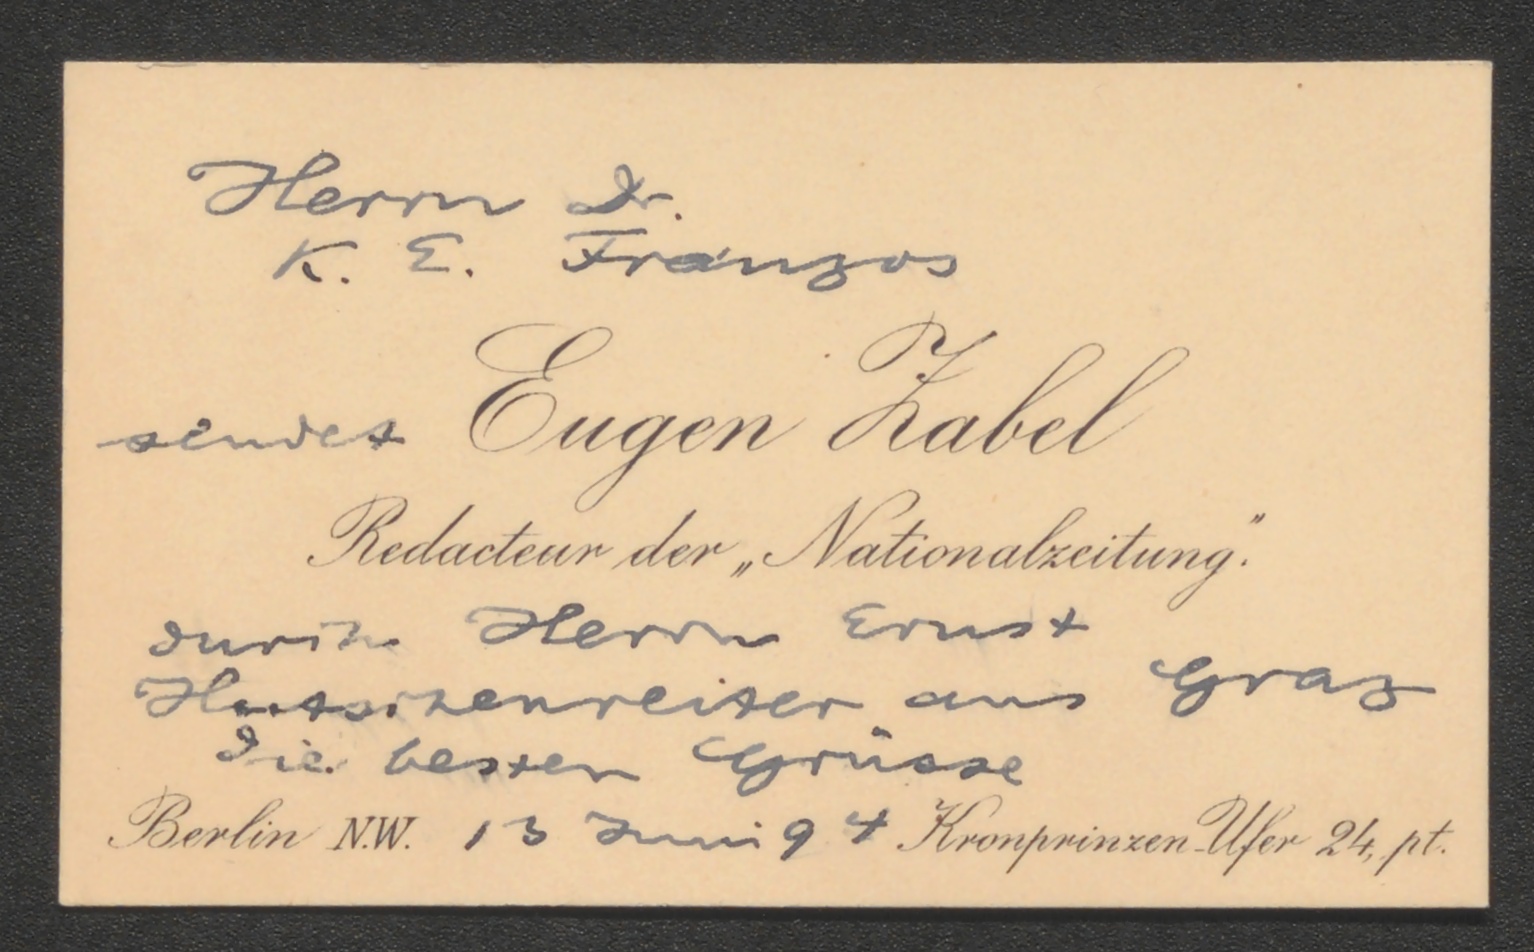 Herrn Dr.
K. E. Franzos
sendet Eugen Zabel
Redacteur der „Nationalzeitung“.
durch Herrn Ernst
Hutschenreiter aus Graz
die besten Grüsse
Berlin N.W. 13 Juni 94 Kronprinzen-Ufer 24, pt.